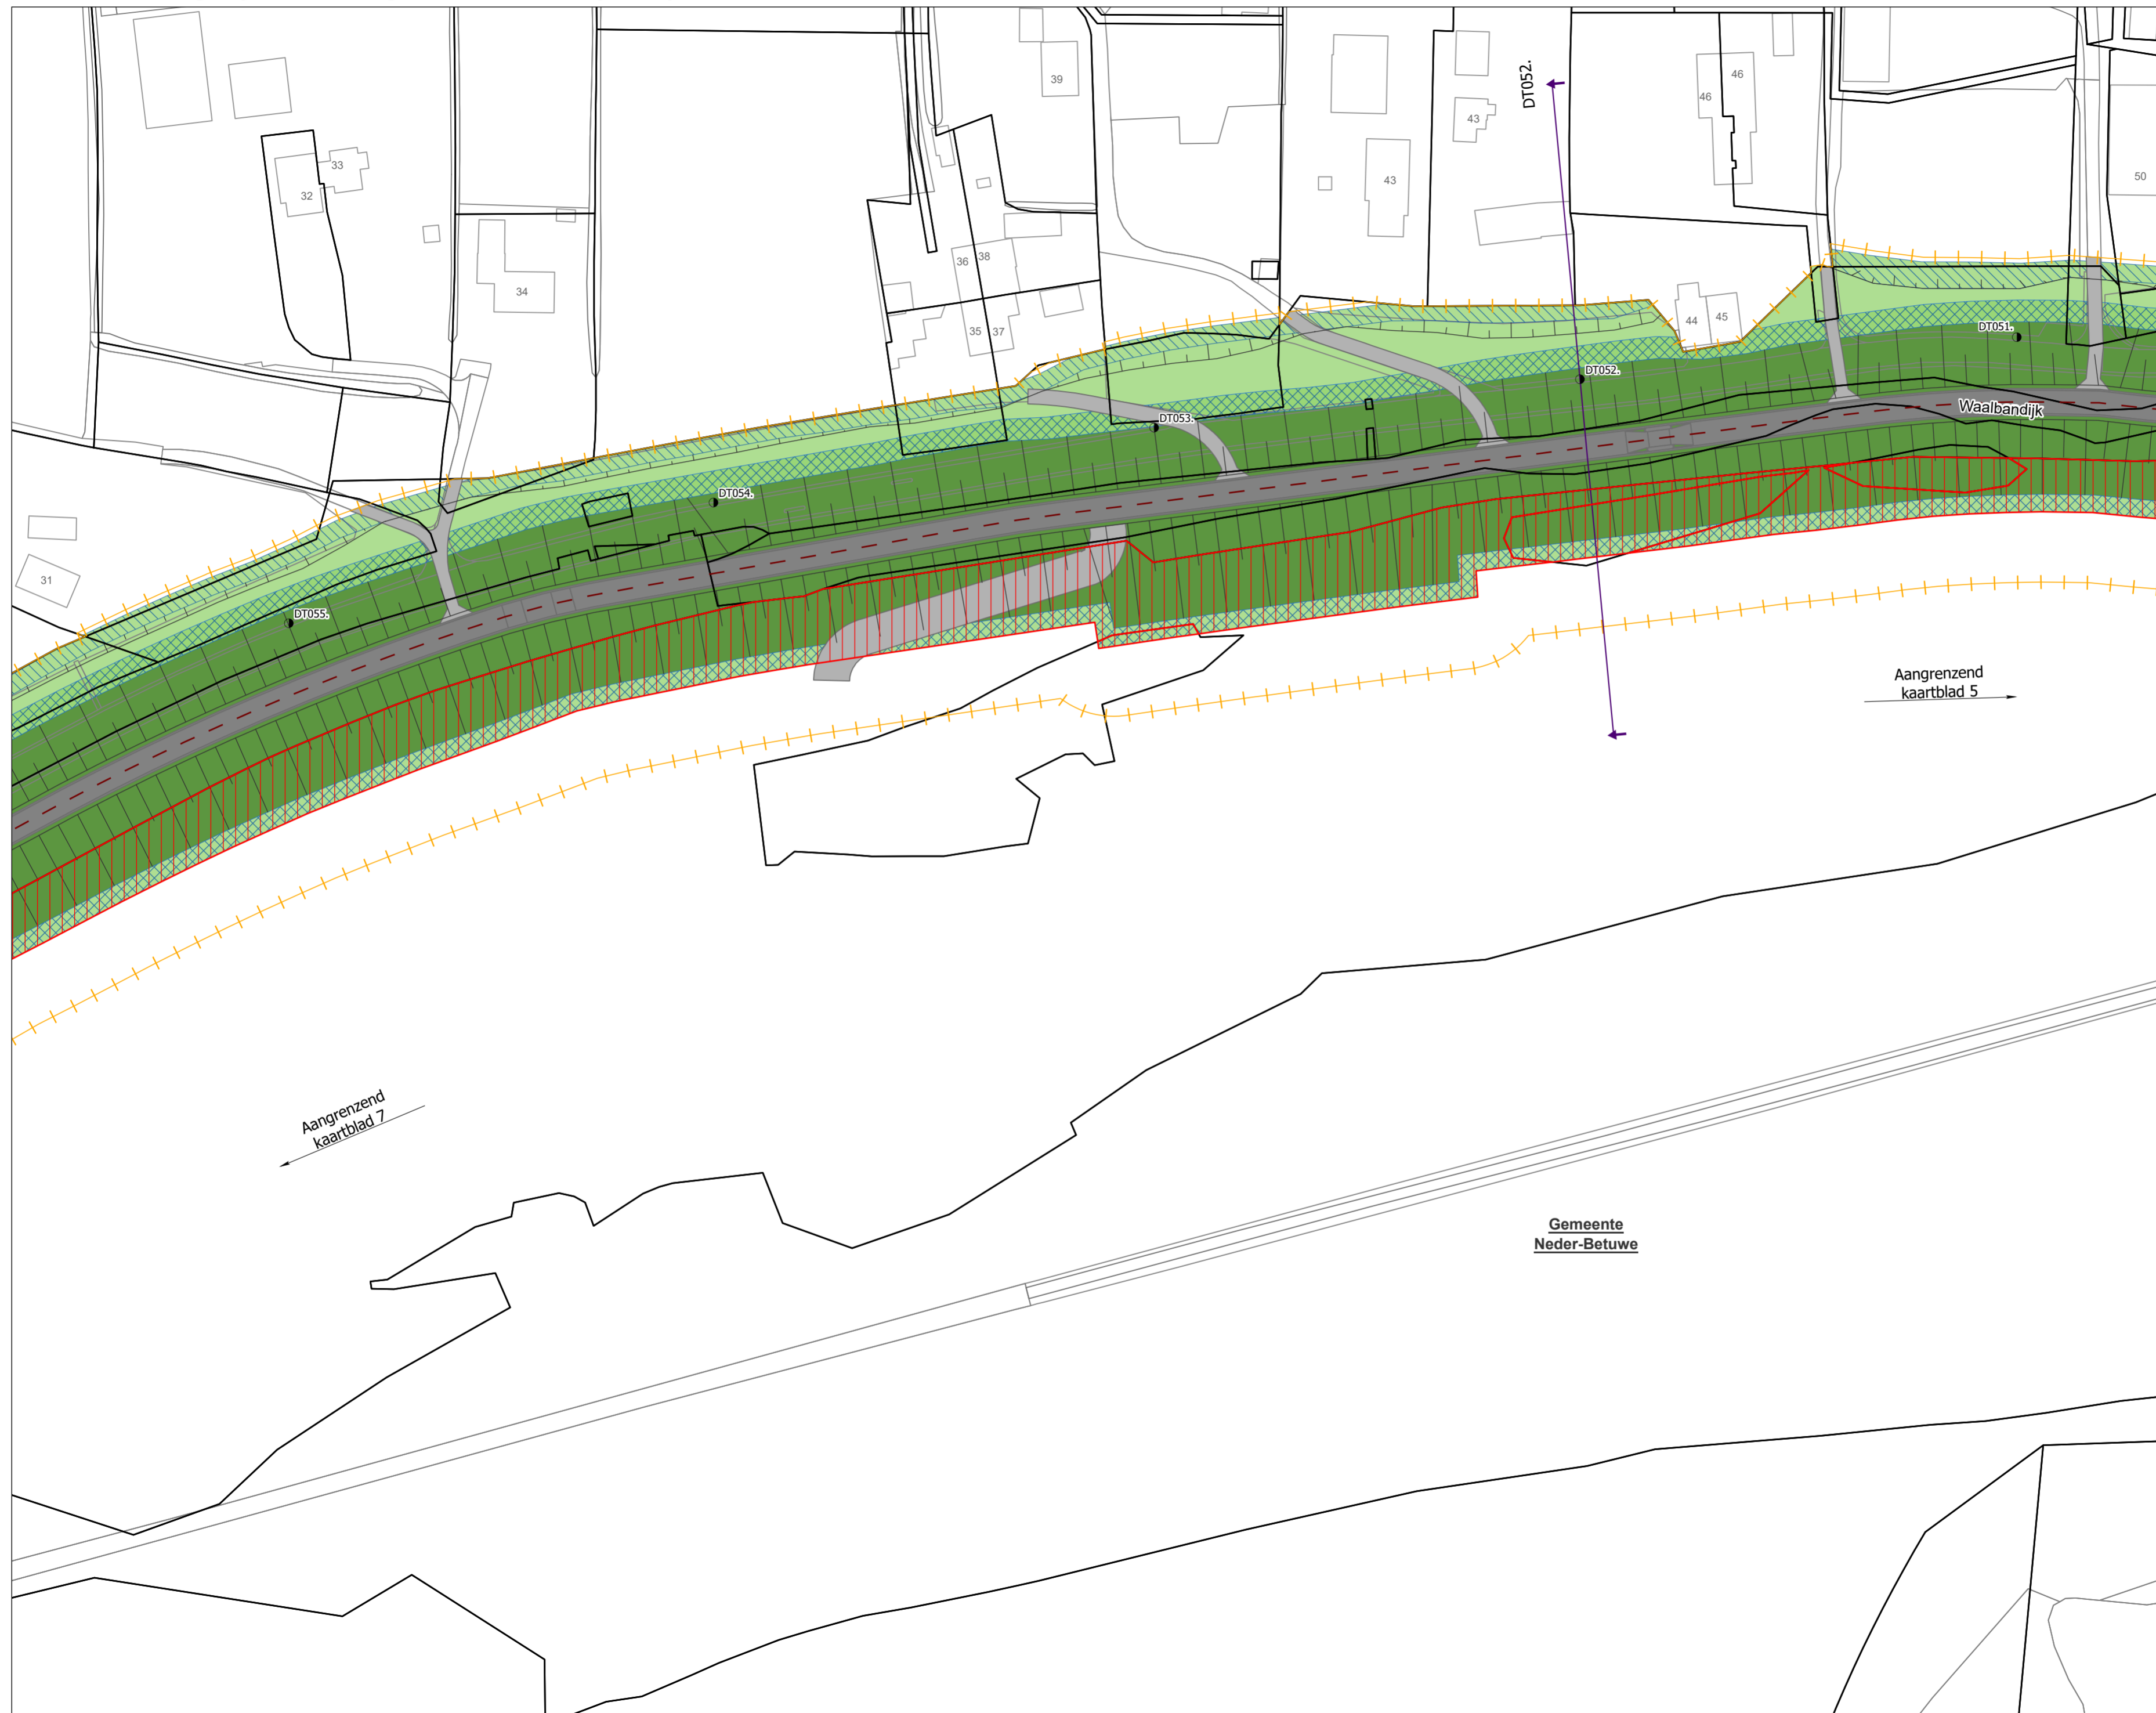 39
DT052.
46
46
43
43
33
32
50
36
38
34
35
37
44
45
DT051.
DT052.
Waalbandijk
DT053.
DT054.
31
DT055.
Aangrenzend
kaartblad 5
Aangrenzend
kaartblad 7
Gemeente
Neder-Betuwe